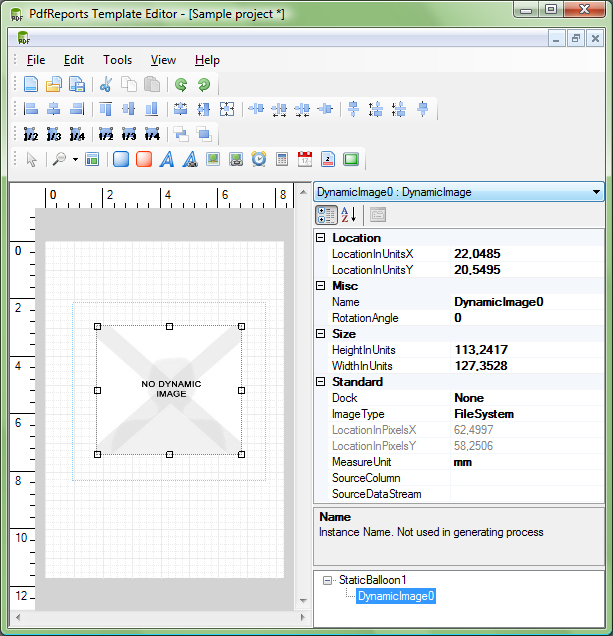 PdfReports Template Editor - [Sample project *]
File Edit Tools View Help
1/2 1/3 1/4 1/2 1/3 1/4
0 2 4 6 8
0
2
4
6
8
10
12
NO DYNAMIC
IMAGE
DynamicImage0 : DynamicImage
Location
LocationInUnitsX 22,0485
LocationInUnitsY 20,5495
Misc
Name DynamicImage0
RotationAngle 0
Size
HeightInUnits 113,2417
WidthInUnits 127,3528
Standard
Dock None
ImageType FileSystem
LocationInPixelsX 62,4997
LocationInPixelsY 58,2506
MeasureUnit mm
SourceColumn
SourceDataStream
Name
Instance Name. Not used in generating process
StaticBalloon1
DynamicImage0